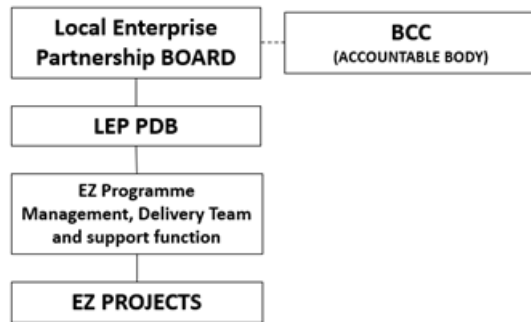 Local Enterprise
Partnership BOARD
BCC
(ACCOUNTABLE BODY)
LEP PDB
EZ Programme
Management, Delivery Team
and support function
EZ PROJECTS